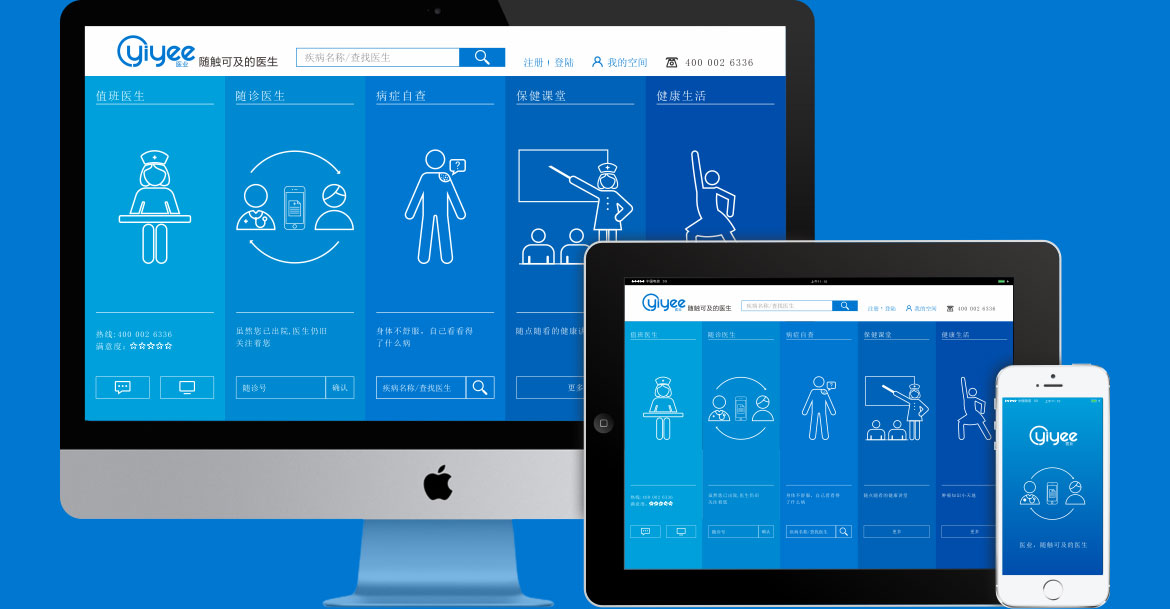 yiyee
医业
随触可及的医生
疾病名称/查找医生
注册 | 登陆
我的空间
400 002 6336
值班医生
随诊医生
病症自查
保健课堂
健康生活
?
热线:400 002 6336
满意度：☆☆☆☆☆
虽然您已出院,医生仍旧
关注着您
身体不舒服，自己看看得
了什么病
随点随看的健康讲
随诊号
确认
疾病名称/查找医生
更多
yiyee
医业
随触可及的医生
疾病名称/查找医生
注册 | 登陆
我的空间
400 002 6336
值班医生
随诊医生
病症自查
保健课堂
健康生活
?
热线:400 002 6336
满意度：☆☆☆☆☆
虽然您已出院,医生仍旧
关注着您
身体不舒服，自己看看得
了什么病
随点随看的健康讲堂
随诊号
确认
疾病名称/查找医生
更多
更多
yiyee
医业
医业，随触可及的医生